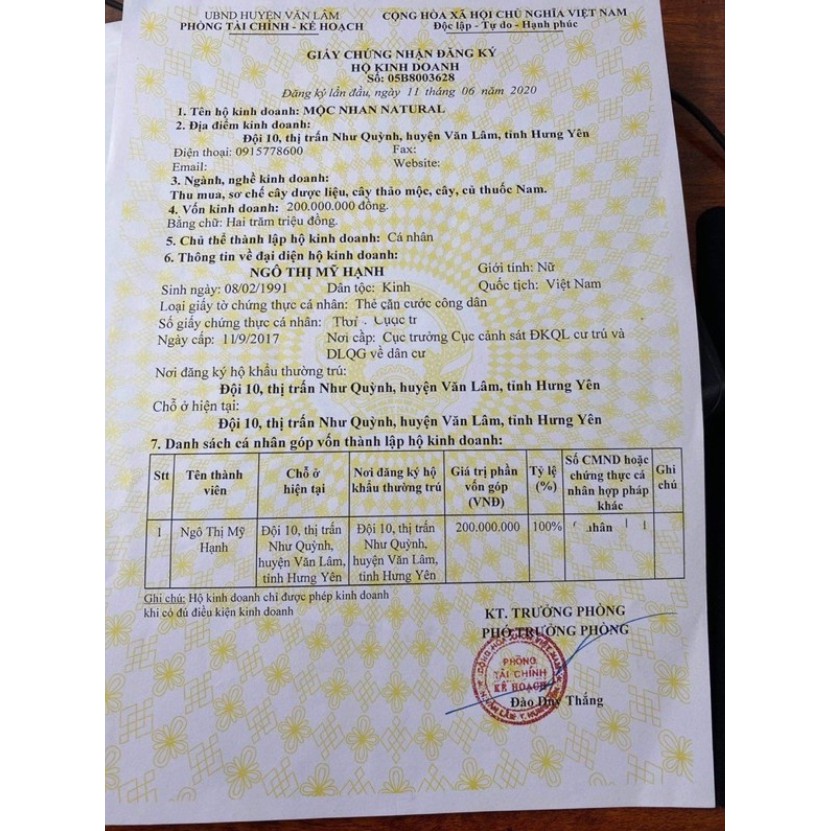 UBND HUYỆN VĂN LÂM
PHÒNG TÀI CHÍNH - KẾ HOẠCH
CỘNG HÒA XÃ HỘI CHỦ NGHĨA VIỆT NAM
Độc lập - Tự do - Hạnh phúc
GIẤY CHỨNG NHẬN ĐĂNG KÝ
HỘ KINH DOANH
Số: 05B8003628
Đăng ký lần đầu, ngày 11 tháng 06 năm 2020
1. Tên hộ kinh doanh: MỘC NHAN NATURAL
2. Địa điểm kinh doanh:
Đội 10, thị trấn Như Quỳnh, huyện Văn Lâm, tỉnh Hưng Yên
Điện thoại: 0915778600 Fax:
Email: Website:
3. Ngành, nghề kinh doanh:
Thu mua, sơ chế cây dược liệu, cây thảo mộc, cây, củ thuốc Nam.
4. Vốn kinh doanh: 200.000.000 đồng.
Bằng chữ: Hai trăm triệu đồng.
5. Chủ thể thành lập hộ kinh doanh: Cá nhân
6. Thông tin về đại diện hộ kinh doanh:
NGÔ THỊ MỸ HẠNH Giới tính: Nữ
Sinh ngày: 08/02/1991 Dân tộc: Kinh Quốc tịch: Việt Nam
Loại giấy tờ chứng thực cá nhân: Thẻ căn cước công dân
Số giấy chứng thực cá nhân:
Ngày cấp: 11/9/2017 Nơi cấp: Cục trưởng Cục cảnh sát ĐKQL cư trú và
DLQG về dân cư
Nơi đăng ký hộ khẩu thường trú:
Đội 10, thị trấn Như Quỳnh, huyện Văn Lâm, tỉnh Hưng Yên
Chỗ ở hiện tại:
Đội 10, thị trấn Như Quỳnh, huyện Văn Lâm, tỉnh Hưng Yên
7. Danh sách cá nhân góp vốn thành lập hộ kinh doanh:
Stt
Tên thành
viên
Chỗ ở
hiện tại
Nơi đăng ký hộ
khẩu thường trú
Giá trị phần
vốn góp
(VNĐ)
Tỷ lệ
(%)
Số CMND hoặc
chứng thực cá
nhân hợp pháp
khác
Ghi
chú
1
Ngô Thị Mỹ
Hạnh
Đội 10, thị trấn
Như Quỳnh,
huyện Văn Lâm,
tỉnh Hưng Yên
Đội 10, thị trấn
Như Quỳnh,
huyện Văn Lâm,
tỉnh Hưng Yên
200.000.000
100%
Ghi chú: Hộ kinh doanh chỉ được phép kinh doanh
khi có đủ điều kiện kinh doanh
KT. TRƯỞNG PHÒNG
PHÓ TRƯỞNG PHÒNG
PHÒNG
TÀI CHÍNH
KẾ HOẠCH
Đào Duy Thắng